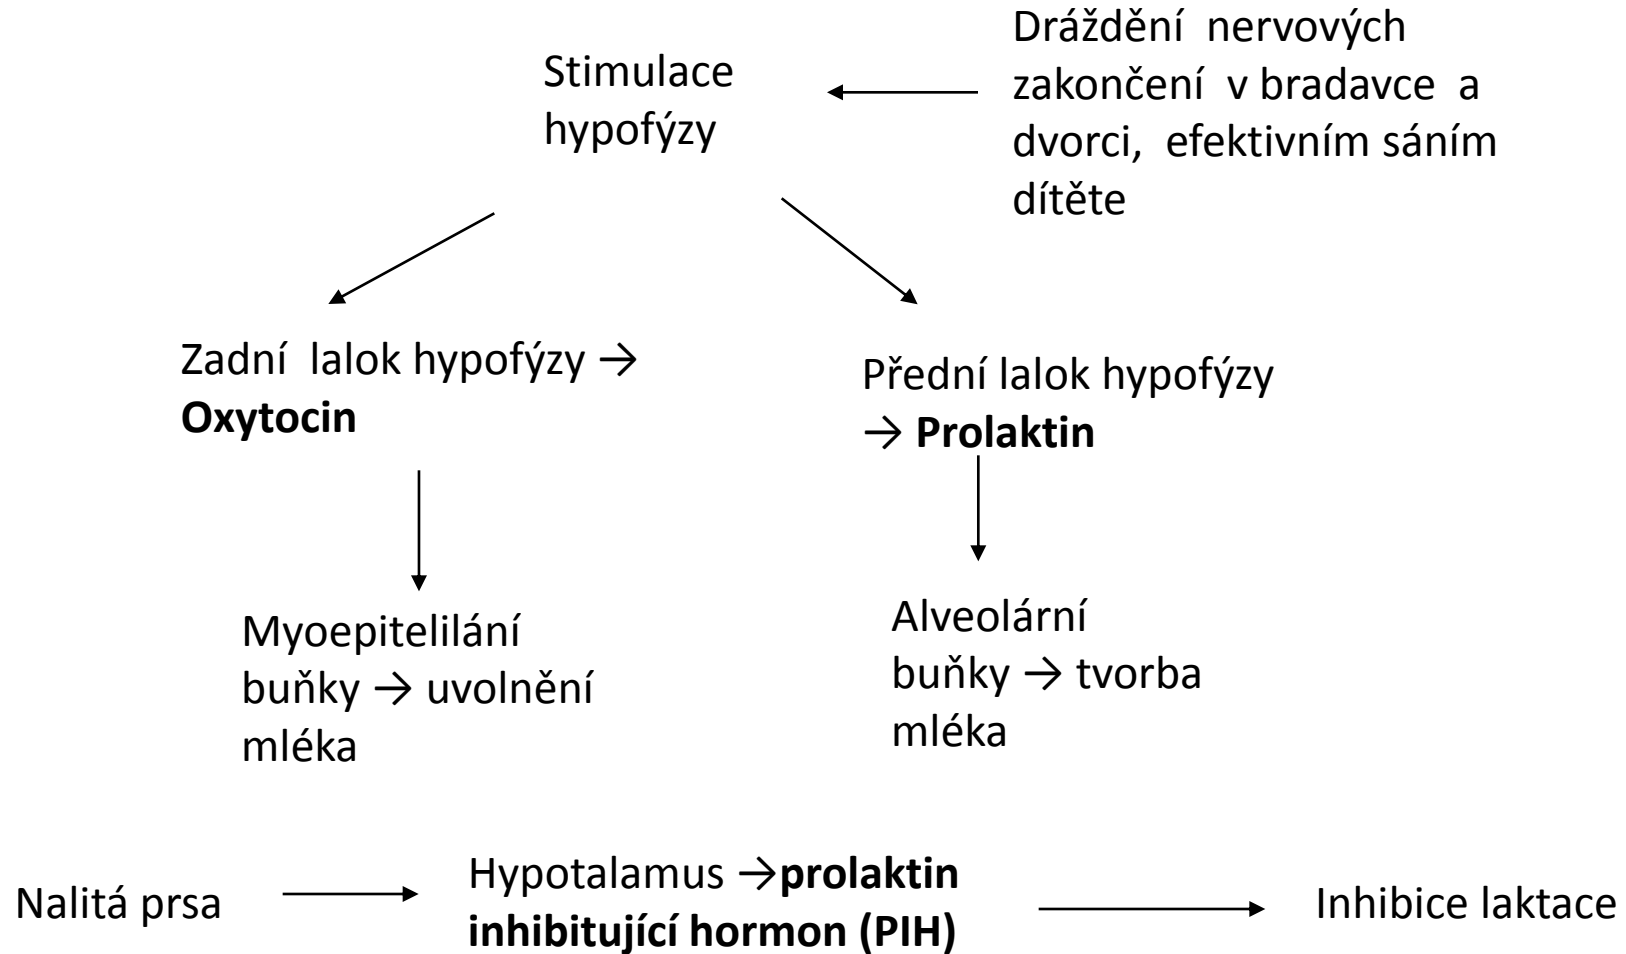 Stimulace
hypofýzy
Dráždění nervových
zakončení v bradavce a
dvorci, efektivním sáním
dítěte
Zadní lalok hypofýzy →
Oxytocin
Přední lalok hypofýzy
→ Prolaktin
Myoepitelilání
buňky → uvolnění
mléka
Alveolární
buňky → tvorba
mléka
Nalitá prsa
Hypotalamus →prolaktin
inhibitující hormon (PIH)
Inhibice laktace